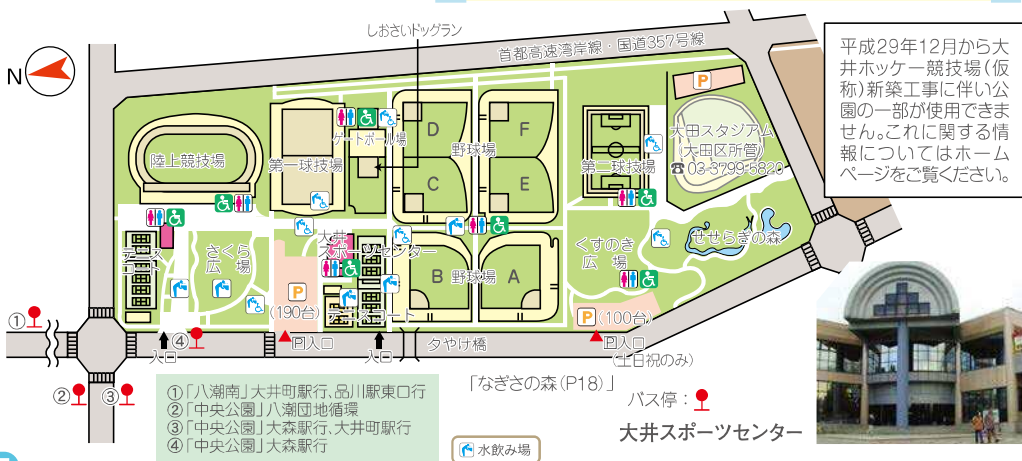 しおさいドッグラン
首都高速湾岸線・国道357号線
N
平成29年12月から大
井ホッケー競技場(仮
称)新築工事に伴い公
園の一部が使用できま
せん。これに関する情
報についてはホーム
ページをご覧ください。
P
陸上競技場
第一球技場
ゲートボール場
D
F
野球場
C
E
第二球技場
大田スタジアム
(大田区所管)
☎03-3799-5820
テニス
コート
さくら
広場
大井
スポーツセンター
B
野球場
A
くすのき
広場
せせらぎの森
P
(190台)
テニスコート
P
(100台)
①
入口
④
P入口
入口
夕やけ橋
P入口
(土日祝のみ)
②
③
①「八潮南」大井町駅行、品川駅東口行
②「中央公園」八潮団地循環
③「中央公園」大森駅行、大井町駅行
④「中央公園」大森駅行
「なぎさの森(P18)」
バス停:
大井スポーツセンター
水飲み場